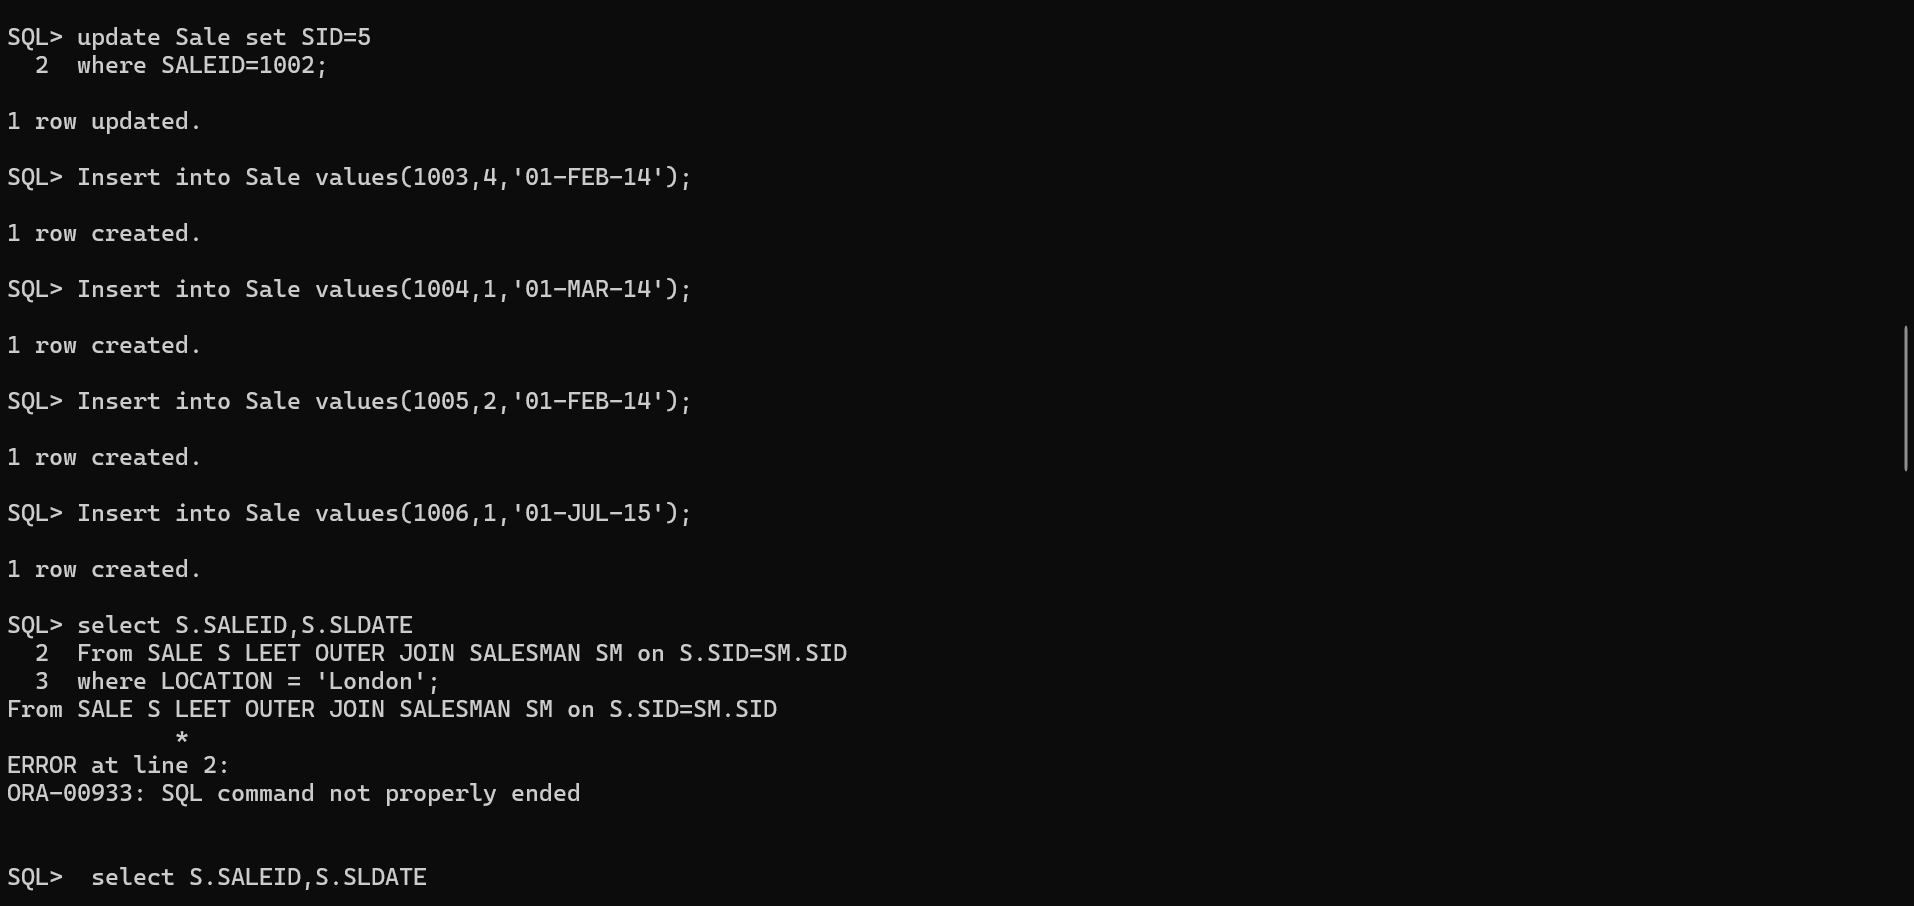 SQL> update Sale set SID=5
  2  where SALEID=1002;
1 row updated.
SQL> Insert into Sale values(1003,4,'01-FEB-14');
1 row created.
SQL> Insert into Sale values(1004,1,'01-MAR-14');
1 row created.
SQL> Insert into Sale values(1005,2,'01-FEB-14');
1 row created.
SQL> Insert into Sale values(1006,1,'01-JUL-15');
1 row created.
SQL> select S.SALEID,S.SLDATE
  2  From SALE S LEET OUTER JOIN SALESMAN SM on S.SID=SM.SID
  3  where LOCATION = 'London';
From SALE S LEET OUTER JOIN SALESMAN SM on S.SID=SM.SID
            *
ERROR at line 2:
ORA-00933: SQL command not properly ended
SQL>  select S.SALEID,S.SLDATE